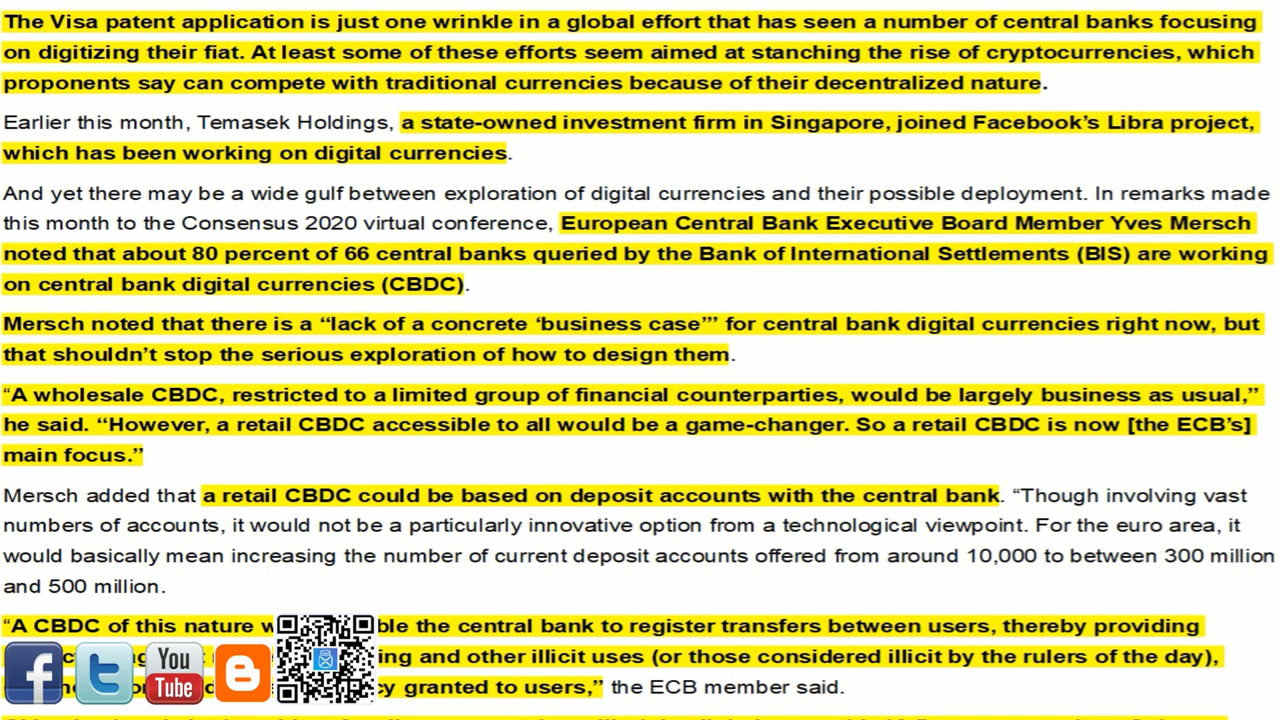 The Visa patent application is just one wrinkle in a global effort that has seen a number of central banks focusing
on digitizing their fiat. At least some of these efforts seem aimed at stanching the rise of cryptocurrencies, which
proponents say can compete with traditional currencies because of their decentralized nature.
Earlier this month, Temasek Holdings, a state-owned investment firm in Singapore, joined Facebook’s Libra project,
which has been working on digital currencies.
And yet there may be a wide gulf between exploration of digital currencies and their possible deployment. In remarks made
this month to the Consensus 2020 virtual conference, European Central Bank Executive Board Member Yves Mersch
noted that about 80 percent of 66 central banks queried by the Bank of International Settlements (BIS) are working
on central bank digital currencies (CBDC).
Mersch noted that there is a “lack of a concrete ‘business case’” for central bank digital currencies right now, but
that shouldn’t stop the serious exploration of how to design them.
“A wholesale CBDC, restricted to a limited group of financial counterparties, would be largely business as usual,”
he said. “However, a retail CBDC accessible to all would be a game-changer. So a retail CBDC is now [the ECB’s]
main focus.”
Mersch added that a retail CBDC could be based on deposit accounts with the central bank. “Though involving vast
numbers of accounts, it would not be a particularly innovative option from a technological viewpoint. For the euro area, it
would basically mean increasing the number of current deposit accounts offered from around 10,000 to between 300 million
and 500 million.
“A CBDC of this nature the central bank to register transfers between users, thereby providing
and other illicit uses (or those considered illicit by the rulers of the day),
granted to users,” the ECB member said.
f
t
You
Tube
B